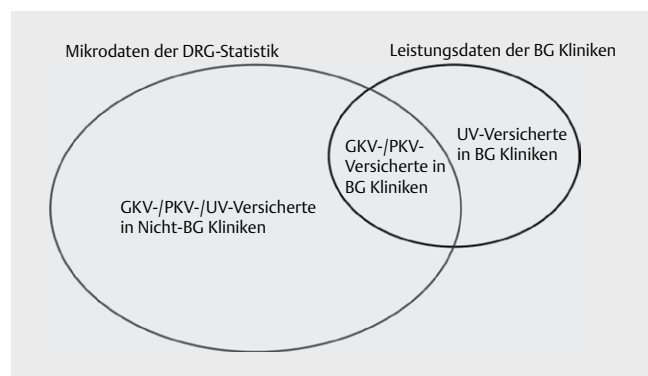 Mikrodaten der DRG-Statistik
Leistungsdaten der BG Kliniken
GKV-/PKV-
Versicherte in
BG Kliniken
UV-Versicherte
in BG Kliniken
GKV-/PKV-/UV-Versicherte
in Nicht-BG Kliniken